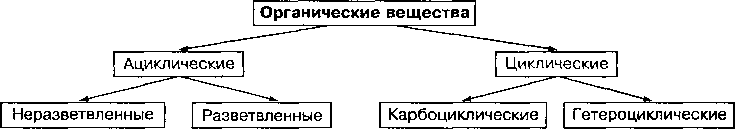 Органические вещества
Ациклические
Циклические
Неразветвленные
Разветвленные
Карбоциклические
Гетероциклические